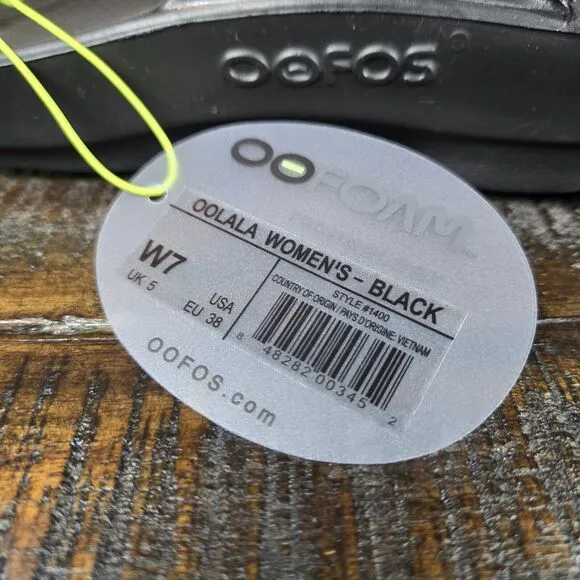 OOFOS
OOFOAM
OOLALA WOMEN'S - BLACK
W7
USA
UK 5
EU 38
STYLE #1400
COUNTRY OF ORIGIN / PAYS D'ORIGINE: VIETNAM
8 48282 00345 2
OOFOS.com